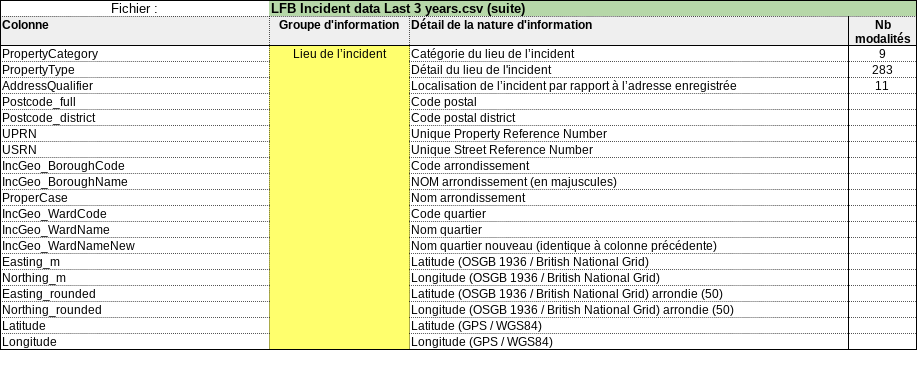 Fichier : LFB Incident data Last 3 years.csv (suite)
Colonne Groupe d'information Détail de la nature d'information Nb modalités
PropertyCategory Lieu de l’incident Catégorie du lieu de l’incident 9
PropertyType Détail du lieu de l'incident 283
AddressQualifier Localisation de l’incident par rapport à l’adresse enregistrée 11
Postcode_full Code postal
Postcode_district Code postal district
UPRN Unique Property Reference Number
USRN Unique Street Reference Number
IncGeo_BoroughCode Code arrondissement
IncGeo_BoroughName NOM arrondissement (en majuscules)
ProperCase Nom arrondissement
IncGeo_WardCode Code quartier
IncGeo_WardName Nom quartier
IncGeo_WardNameNew Nom quartier nouveau (identique à colonne précédente)
Easting_m Latitude (OSGB 1936 / British National Grid)
Northing_m Longitude (OSGB 1936 / British National Grid)
Easting_rounded Latitude (OSGB 1936 / British National Grid) arrondie (50)
Northing_rounded Longitude (OSGB 1936 / British National Grid) arrondie (50)
Latitude Latitude (GPS / WGS84)
Longitude Longitude (GPS / WGS84)